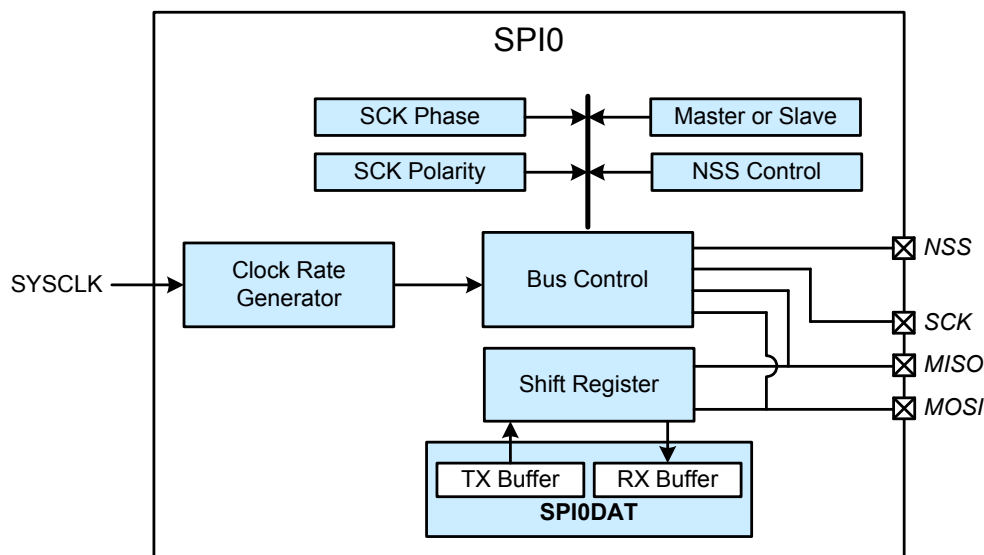 SPI0
SCK Phase
Master or Slave
SCK Polarity
NSS Control
SYSCLK
Clock Rate
Generator
Bus Control
NSS
SCK
Shift Register
MISO
MOSI
TX Buffer
RX Buffer
SPI0DAT